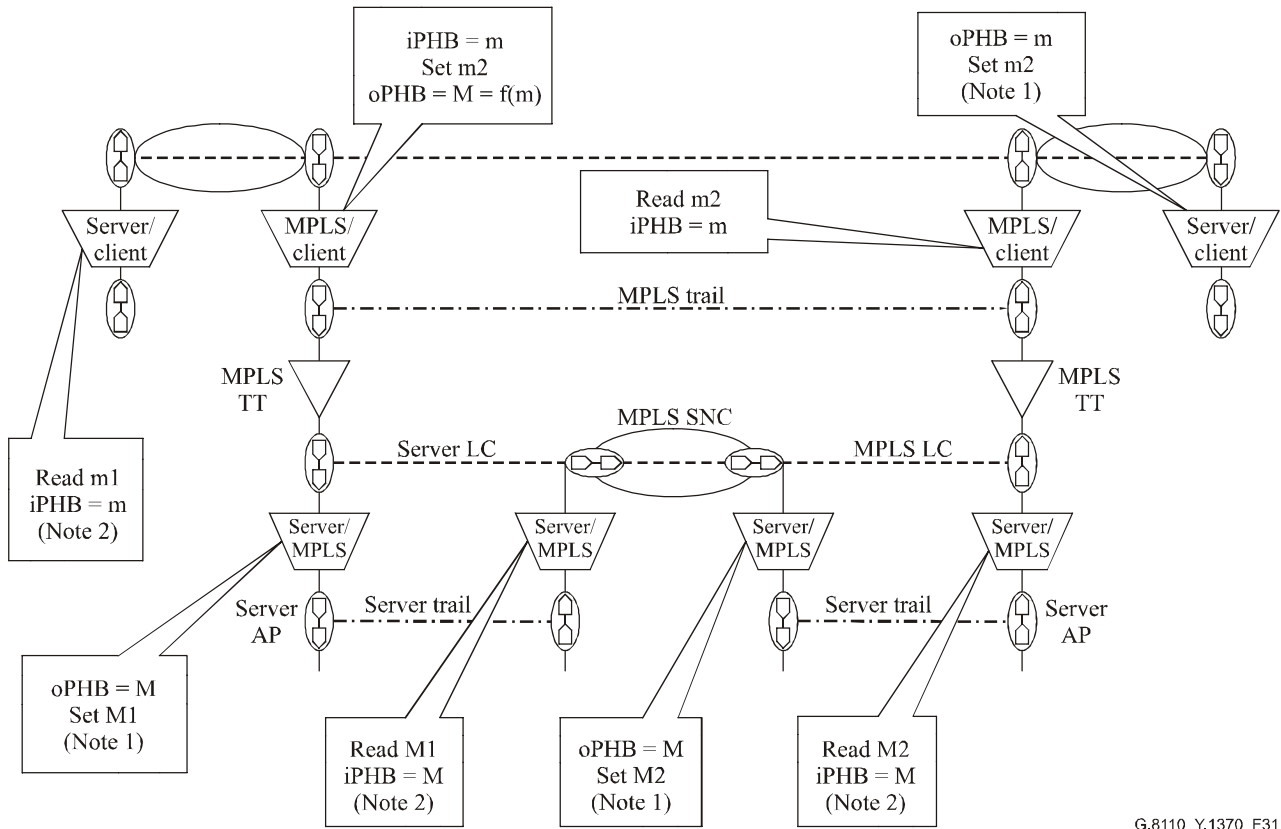 iPHB = m
Set m2
oPHB = M = f(m)
oPHB = m
Set m2
(Note 1)
Read m2
iPHB = m
Server/
client
MPLS/
client
MPLS/
client
Server/
client
MPLS trail
MPLS
TT
MPLS
TT
MPLS SNC
Server LC
MPLS LC
Read m1
iPHB = m
(Note 2)
Server/
MPLS
Server/
MPLS
Server/
MPLS
Server/
MPLS
Server
AP
Server trail
Server trail
Server
AP
oPHB = M
Set M1
(Note 1)
Read M1
iPHB = M
(Note 2)
oPHB = M
Set M2
(Note 1)
Read M2
iPHB = M
(Note 2)
G.8110_Y.1370_F31